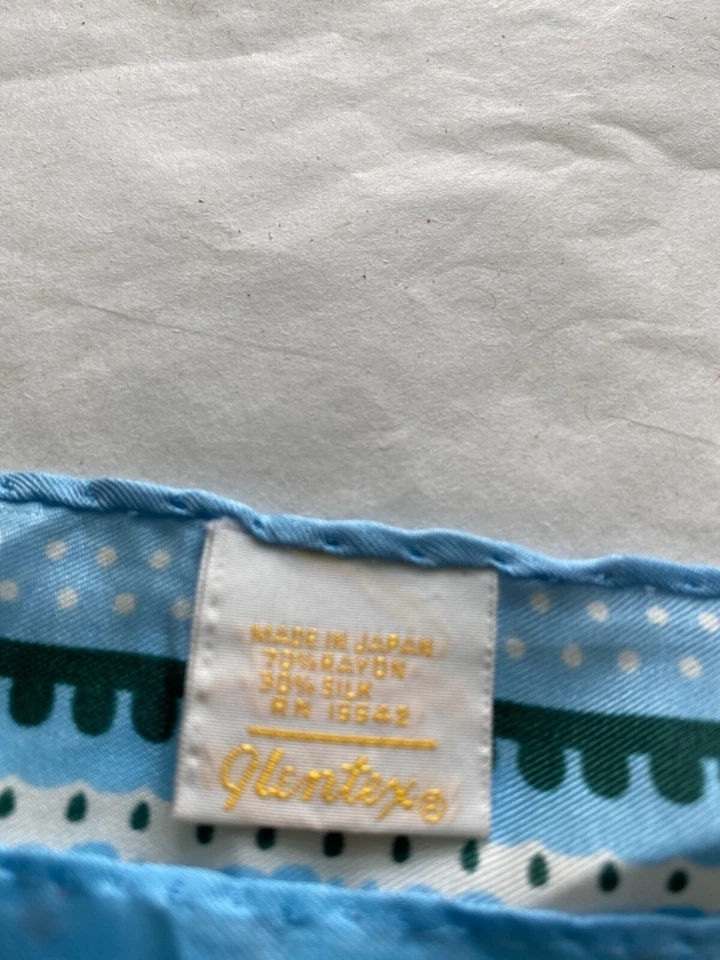 MADE IN JAPAN
70% RAYON
30% SILK
RN 15542
Glentex®